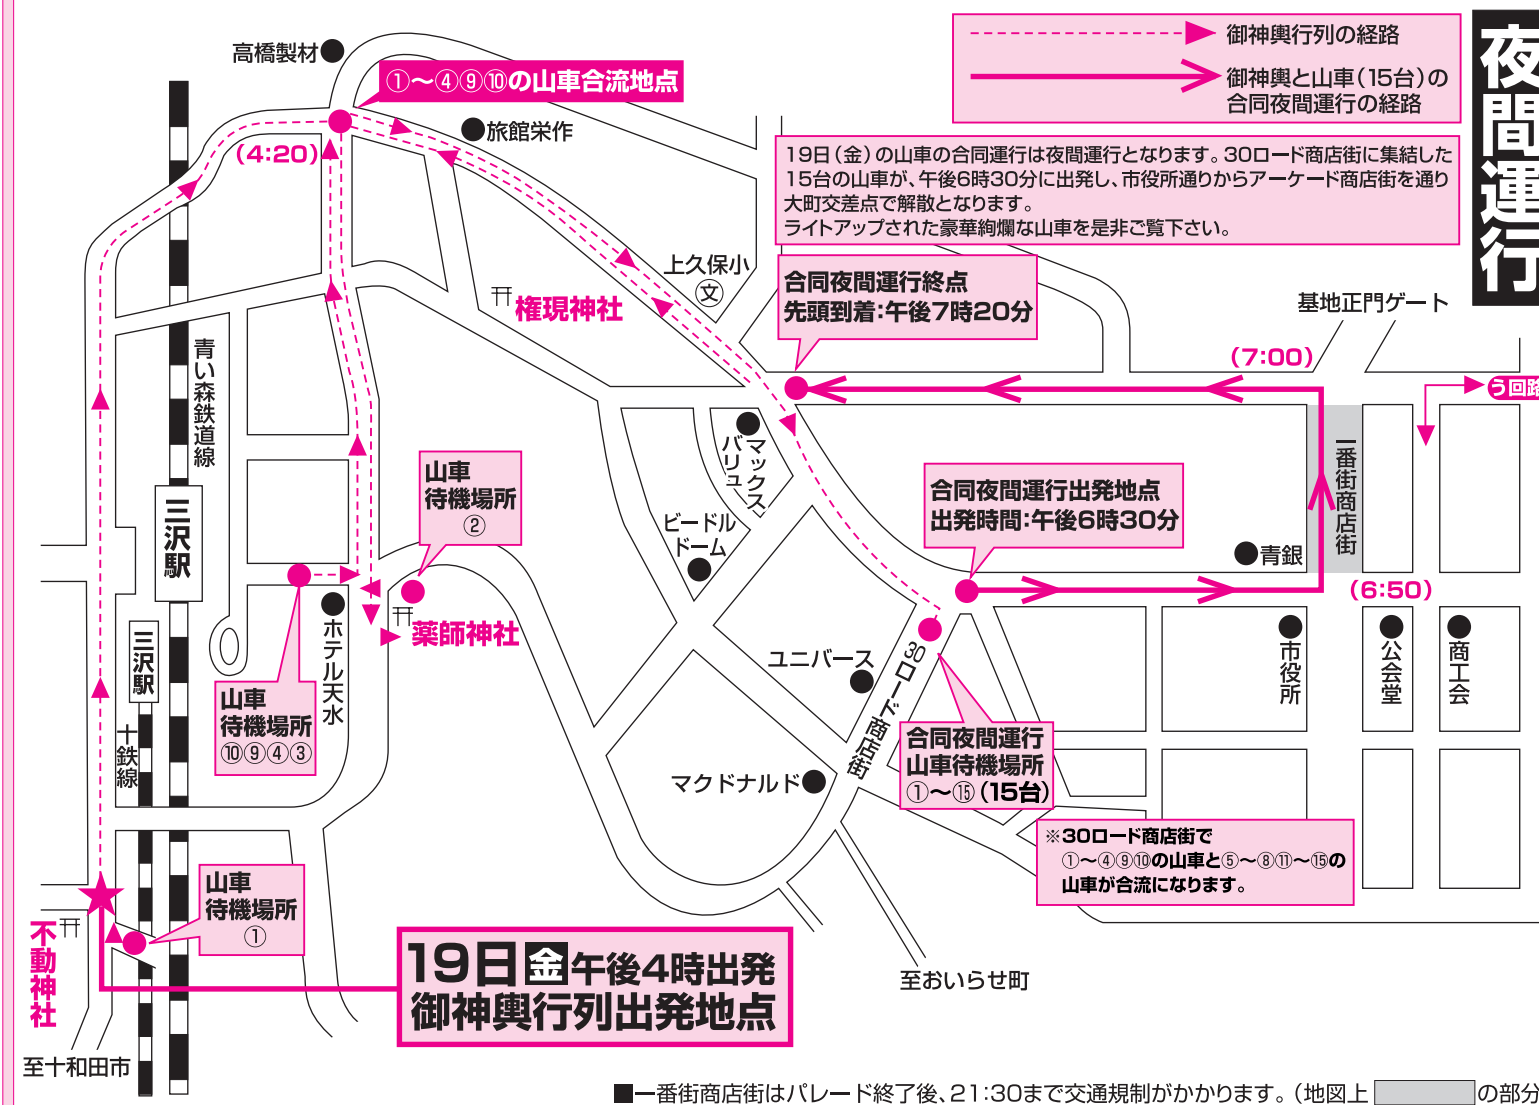 夜間運行
御神輿行列の経路
御神輿と山車（15台）の
合同夜間運行の経路
19日（金）の山車の合同運行は夜間運行となります。30ロード商店街に集結した
15台の山車が、午後6時30分に出発し、市役所通りからアーケード商店街を通り
大町交差点で解散となります。
ライトアップされた豪華絢爛な山車を是非ご覧下さい。
高橋製材
①～④⑨⑩の山車合流地点
旅館栄作
（4:20）
上久保小
文
権現神社
合同夜間運行終点
先頭到着：午後7時20分
基地正門ゲート
（7:00）
う回路
青い森鉄道線
マックス
バリュ
一番街商店街
山車
待機場所
②
合同夜間運行出発地点
出発時間：午後6時30分
三沢駅
ビードル
ドーム
青銀
（6:50）
薬師神社
ホテル天水
三沢駅
ユニバース
30ロード商店街
市役所
公会堂
商工会
山車
待機場所
⑩⑨④③
十鉄線
合同夜間運行
山車待機場所
①～⑮（15台）
マクドナルド
※30ロード商店街で
①～④⑨⑩の山車と⑤～⑧⑪～⑮の
山車が合流になります。
山車
待機場所
①
不動神社
19日金午後4時出発
御神輿行列出発地点
至おいらせ町
至十和田市
■一番街商店街はパレード終了後、21:30まで交通規制がかかります。（地図上　の部分